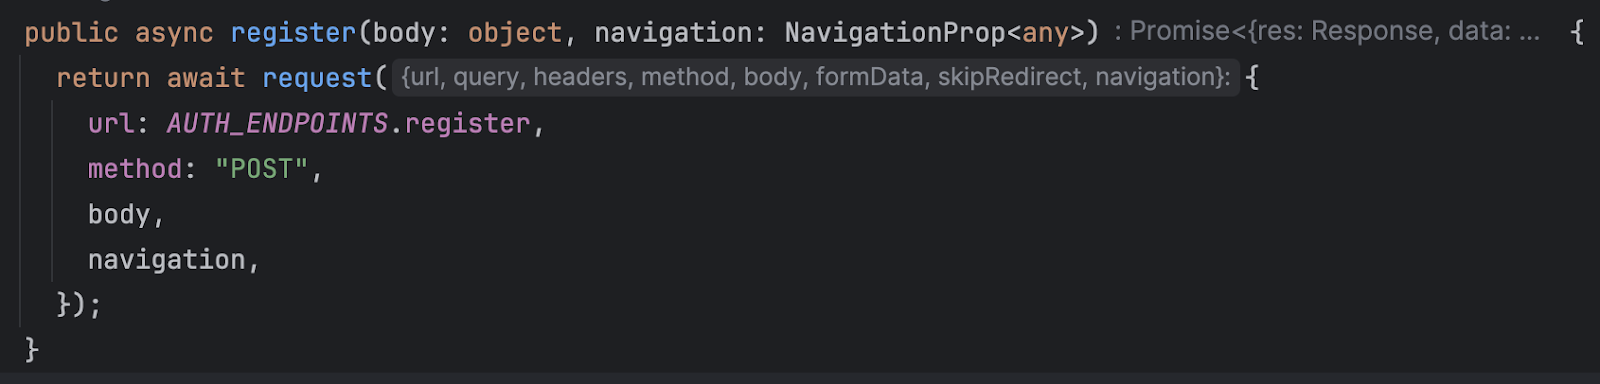 public async register(body: object, navigation: NavigationProp<any>) : Promise<{res: Response, data: ... {
return await request( {url, query, headers, method, body, formData, skipRedirect, navigation}: {
url: AUTH_ENDPOINTS.register,
method: "POST",
body,
navigation,
});
}